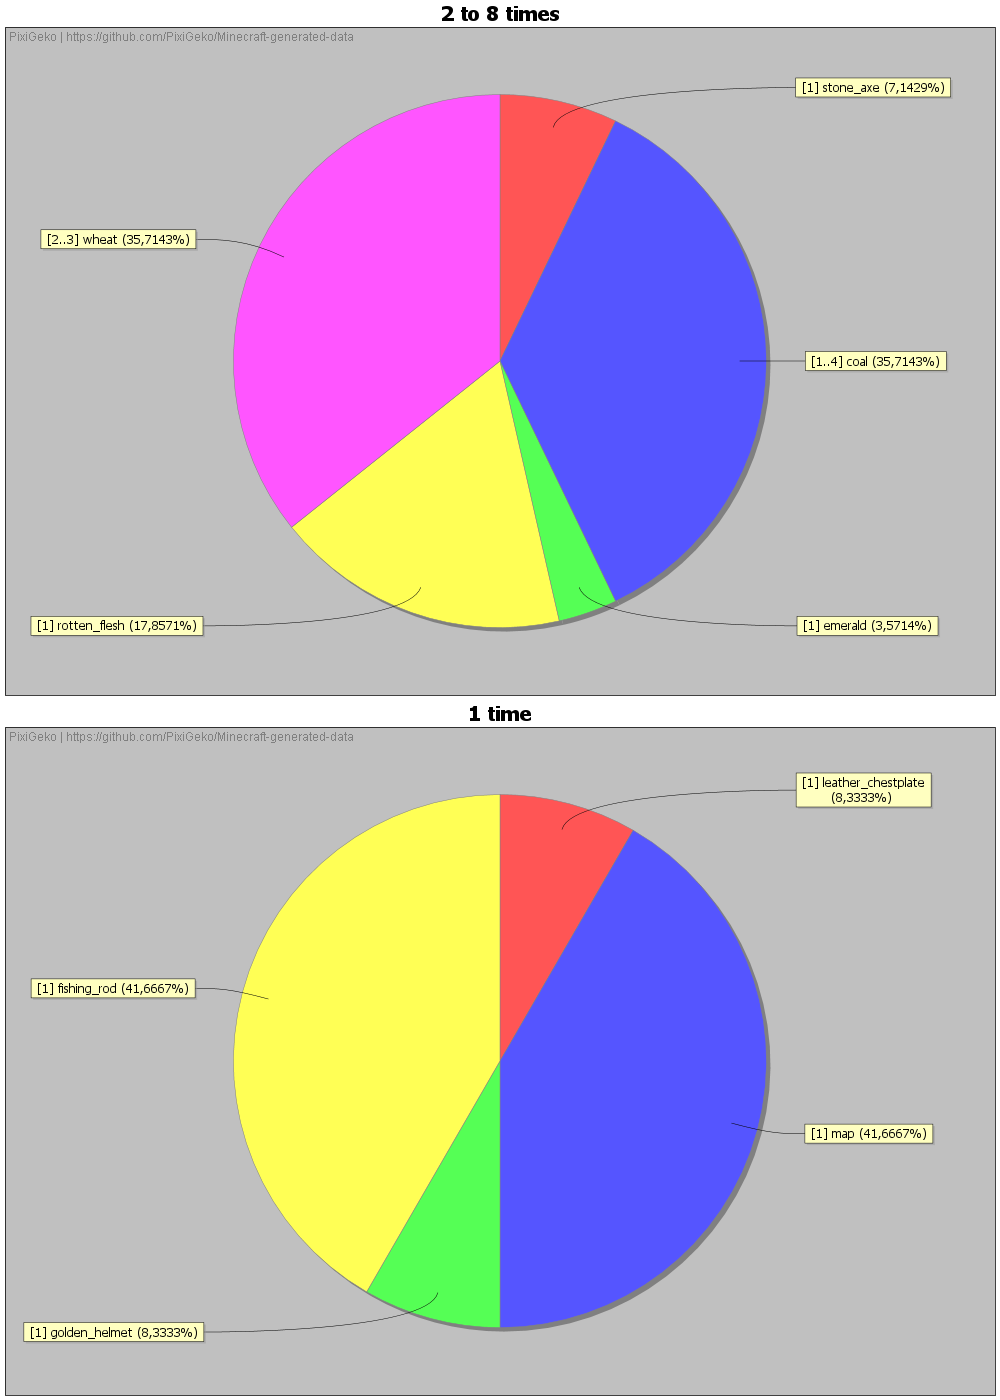 2 to 8 times
PixiGeko | https://github.com/PixiGeko/Minecraft-generated-data
[1] stone_axe (7,1429%)
[2..3] wheat (35,7143%)
[1..4] coal (35,7143%)
[1] rotten_flesh (17,8571%)
[1] emerald (3,5714%)
1 time
PixiGeko | https://github.com/PixiGeko/Minecraft-generated-data
[1] leather_chestplate
(8,3333%)
[1] fishing_rod (41,6667%)
[1] map (41,6667%)
[1] golden_helmet (8,3333%)